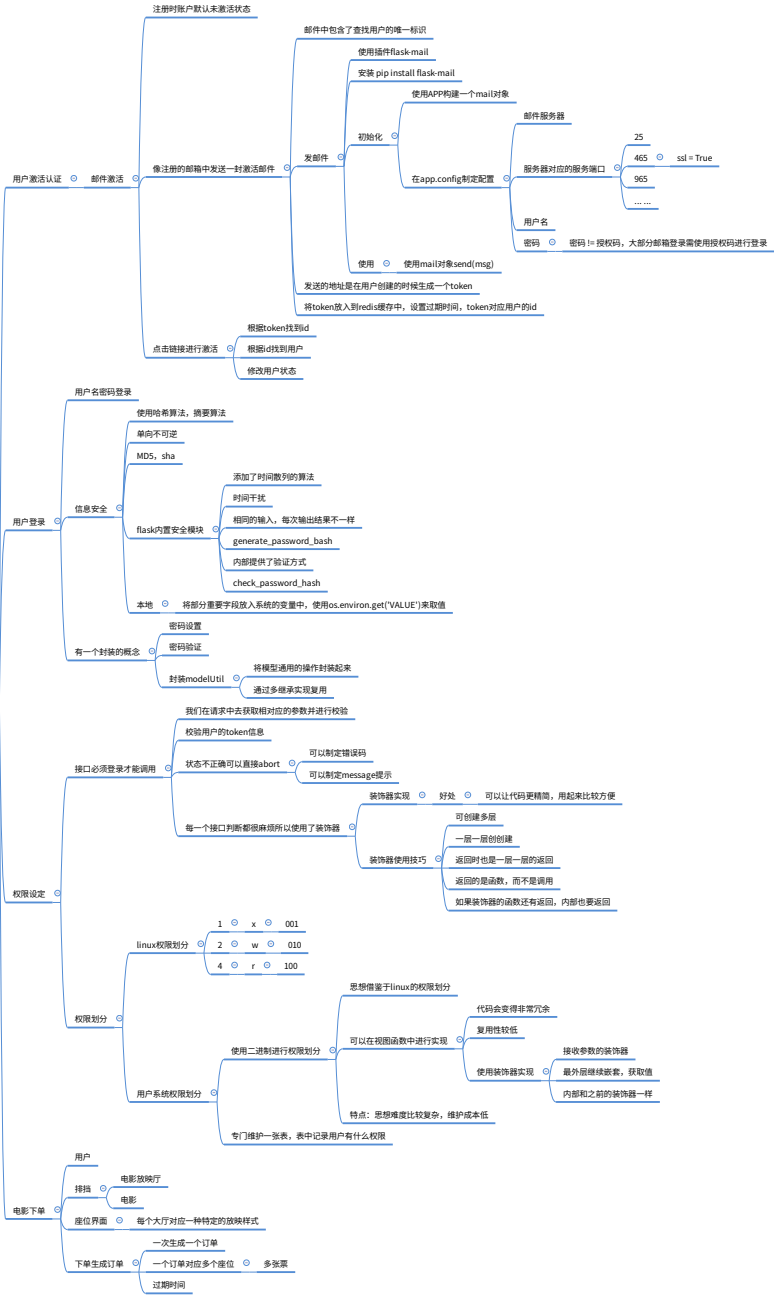 注册时账户默认未激活状态
邮件中包含了查找用户的唯一标识
使用插件flask-mail
安装 pip install flask-mail
使用APP构建一个mail对象
邮件服务器
初始化
25
发邮件
465
ssl = True
像注册的邮箱中发送一封激活邮件
服务器对应的服务端口
用户激活认证
邮件激活
在app.config制定配置
965
... ...
用户名
密码
密码 != 授权码，大部分邮箱登录需使用授权码进行登录
使用
使用mail对象send(msg)
发送的地址是在用户创建的时候生成一个token
将token放入到redis缓存中，设置过期时间，token对应用户的id
根据token找到id
点击链接进行激活
根据id找到用户
修改用户状态
用户名密码登录
使用哈希算法，摘要算法
单向不可逆
MD5，sha
添加了时间散列的算法
时间干扰
信息安全
用户登录
相同的输入，每次输出结果不一样
flask内置安全模块
generate_password_bash
内部提供了验证方式
check_password_hash
本地
将部分重要字段放入系统的变量中，使用os.environ.get('VALUE')来取值
密码设置
有一个封装的概念
密码验证
将模型通用的操作封装起来
封装modelUtil
通过多继承实现复用
我们在请求中去获取相对应的参数并进行校验
校验用户的token信息
可以制定错误码
接口必须登录才能调用
状态不正确可以直接abort
可以制定message提示
装饰器实现
好处
可以让代码更精简，用起来比较方便
可创建多层
每一个接口判断都很麻烦所以使用了装饰器
一层一层创创建
装饰器使用技巧
返回时也是一层一层的返回
返回的是函数，而不是调用
权限设定
如果装饰器的函数还有返回，内部也要返回
1
x
001
linux权限划分
2
w
010
4
r
100
思想借鉴于linux的权限划分
代码会变得非常冗余
权限划分
复用性较低
可以在视图函数中进行实现
使用二进制进行权限划分
接收参数的装饰器
使用装饰器实现
最外层继续嵌套，获取值
用户系统权限划分
内部和之前的装饰器一样
特点：思想难度比较复杂，维护成本低
专门维护一张表，表中记录用户有什么权限
用户
电影放映厅
排挡
电影
电影下单
座位界面
每个大厅对应一种特定的放映样式
一次生成一个订单
下单生成订单
一个订单对应多个座位
多张票
过期时间